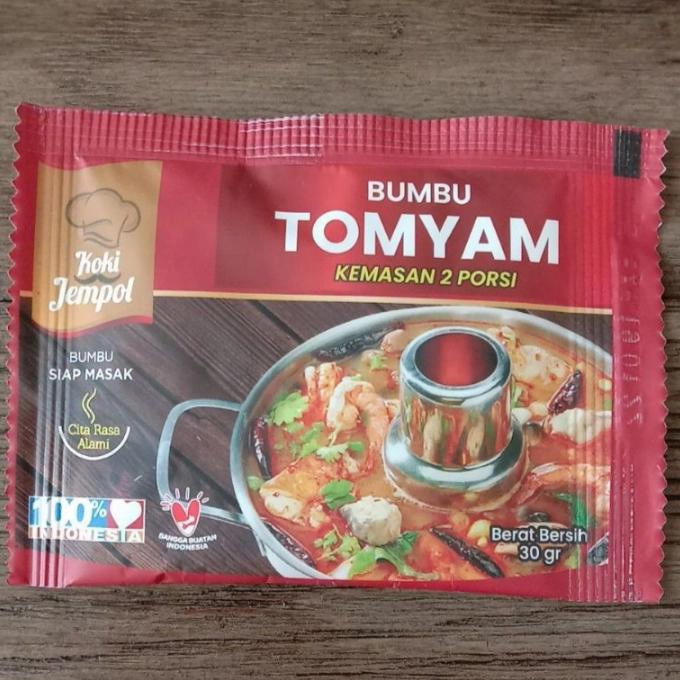 BUMBU
TOMYAM
KEMASAN 2 PORSI
Koki
Jempol
BUMBU
SIAP MASAK
Cita Rasa
Alami
100%
INDONESIA
BANGGA BUATAN
INDONESIA
Berat Bersih
30 gr